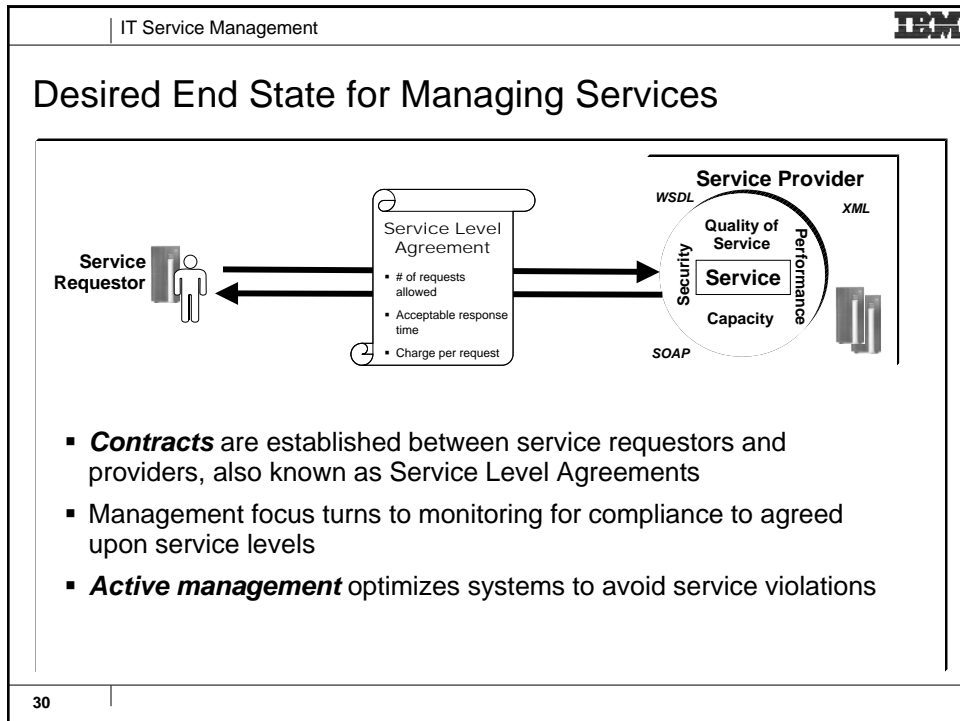 IT Service Management
IBM
Desired End State for Managing Services
Service Provider
WSDL
XML
Quality of
Service
Security
Performance
Service
Capacity
SOAP
Service
Requestor
Service Level
Agreement
▪ # of requests
allowed
▪ Acceptable response
time
▪ Charge per request
▪ Contracts are established between service requestors and
providers, also known as Service Level Agreements
▪ Management focus turns to monitoring for compliance to agreed
upon service levels
▪ Active management optimizes systems to avoid service violations
30